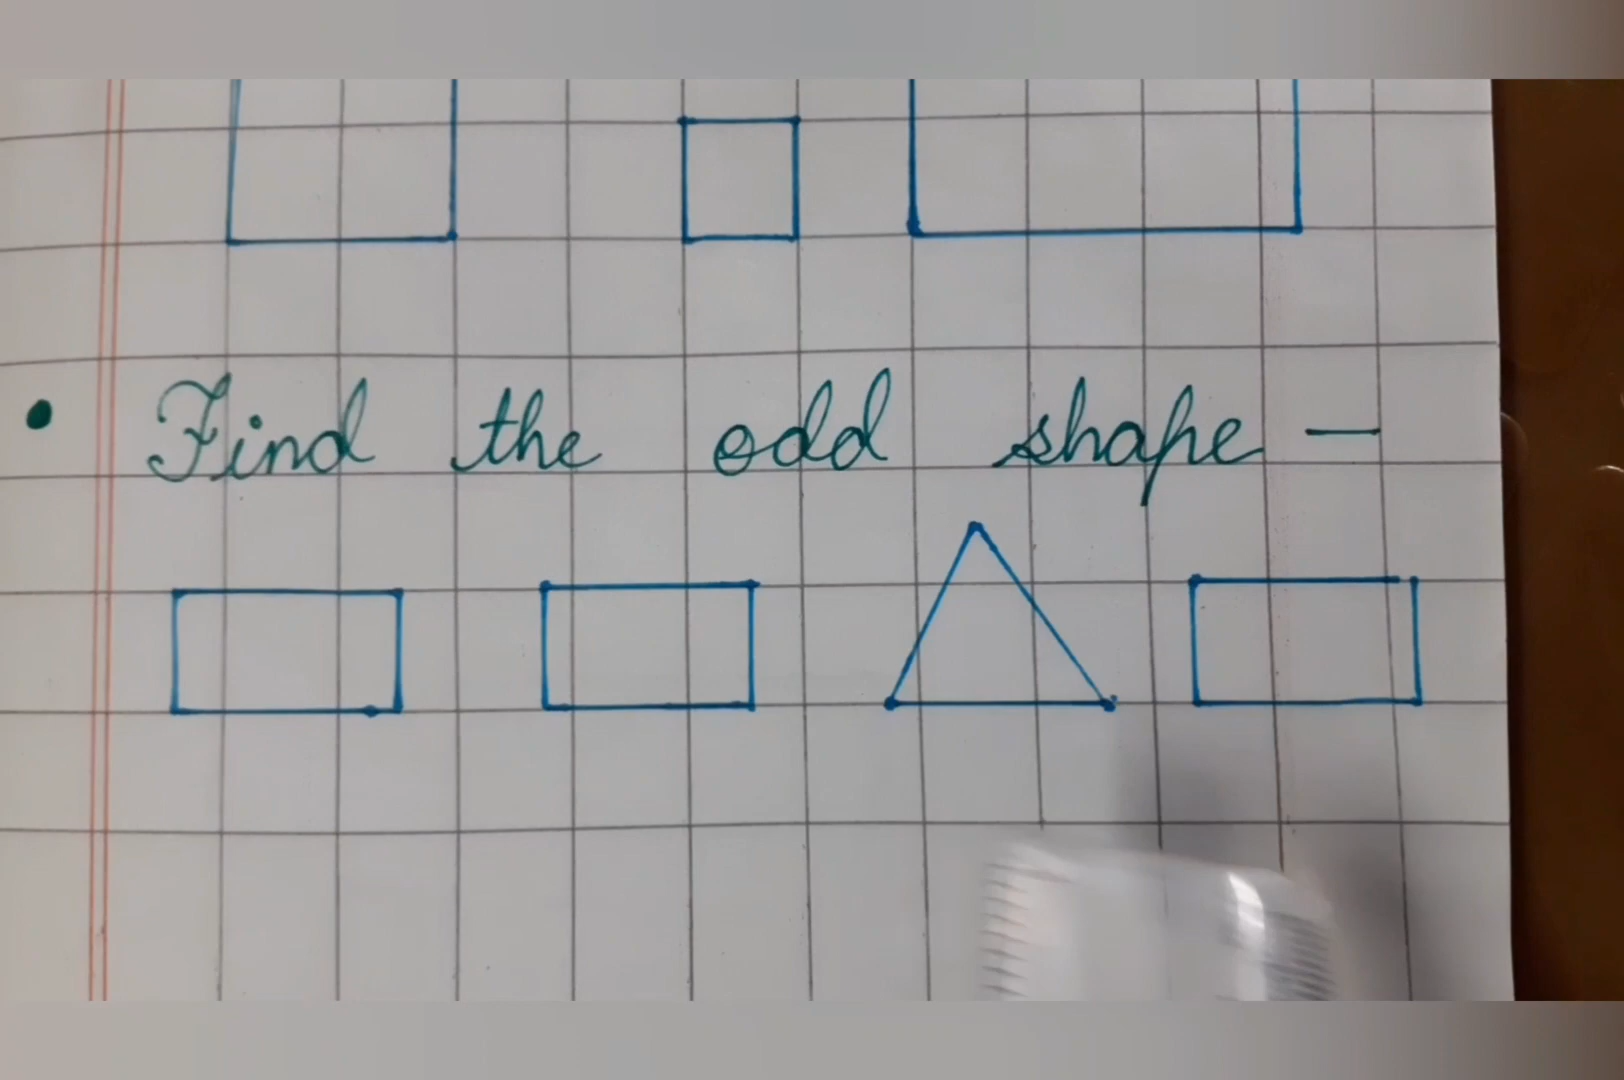 • Find the odd shape —